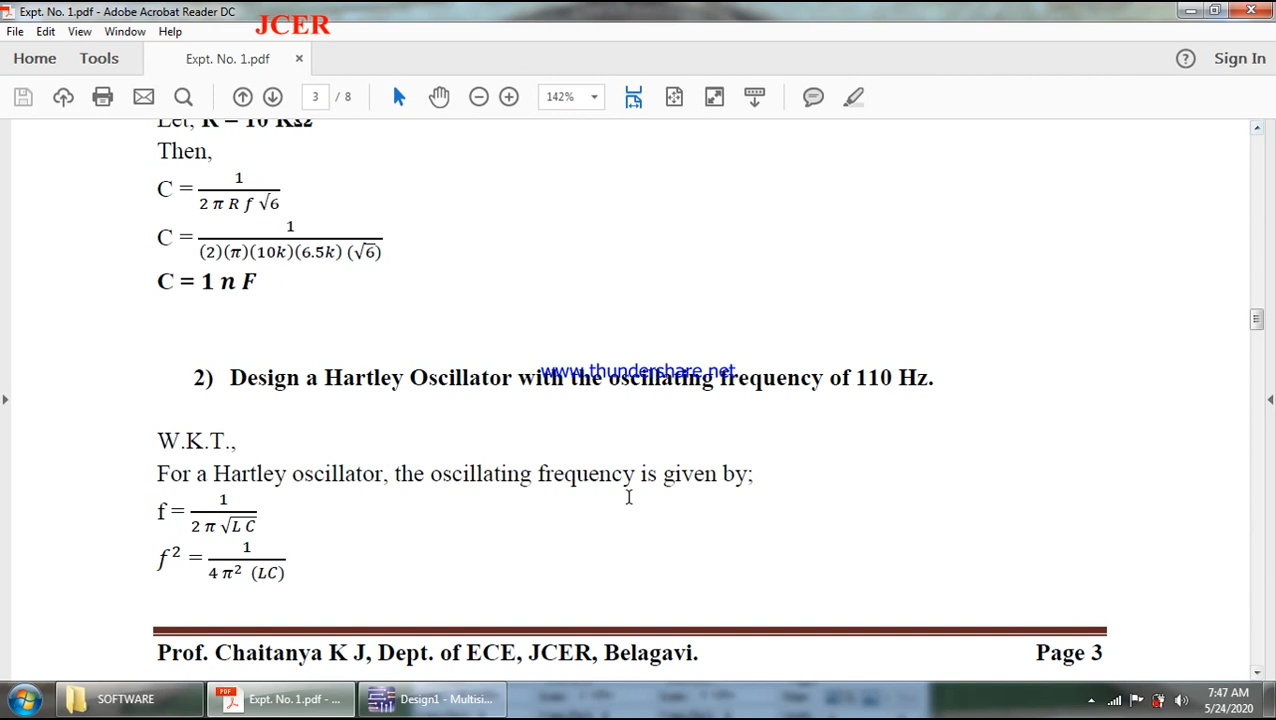 Expt. No. 1.pdf - Adobe Acrobat Reader DC
JCER
File Edit View Window Help
Home Tools Expt. No. 1.pdf × Sign In
3 / 8 142%
Let, R = 10 KΩ
Then,
C = 1 / (2 π R f √6)
C = 1 / ((2)(π)(10k)(6.5k) (√6))
C = 1 n F
2) Design a Hartley Oscillator with the oscillating frequency of 110 Hz.
www.thundershare.net
W.K.T.,
For a Hartley oscillator, the oscillating frequency is given by;
f = 1 / (2 π √L C)
f² = 1 / (4 π² (LC))
Prof. Chaitanya K J, Dept. of ECE, JCER, Belagavi. Page 3
SOFTWARE Expt. No. 1.pdf - ... Design1 - Multisi... 7:47 AM
5/24/2020